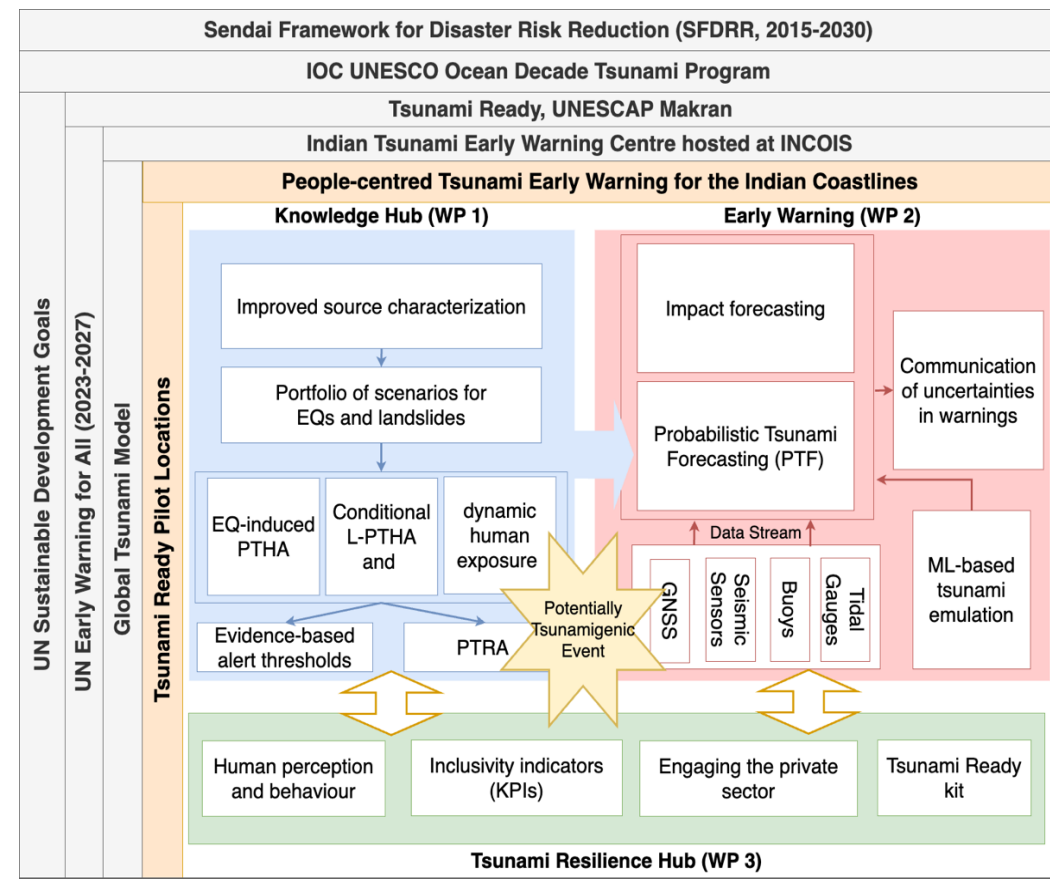 Sendai Framework for Disaster Risk Reduction (SFDRR, 2015-2030)
IOC UNESCO Ocean Decade Tsunami Program
Tsunami Ready, UNESCAP Makran
Indian Tsunami Early Warning Centre hosted at INCOIS
People-centred Tsunami Early Warning for the Indian Coastlines
UN Sustainable Development Goals
UN Early Warning for All (2023-2027)
Global Tsunami Model
Tsunami Ready Pilot Locations
Knowledge Hub (WP 1)
Improved source characterization
Portfolio of scenarios for
EQs and landslides
EQ-induced
PTHA
Conditional
L-PTHA
and
dynamic
human
exposure
Evidence-based
alert thresholds
PTRA
Potentially
Tsunamigenic
Event
Early Warning (WP 2)
Impact forecasting
Probabilistic Tsunami
Forecasting (PTF)
Communication
of uncertainties
in warnings
Data Stream
GNSS
Seismic
Sensors
Buoys
Tidal
Gauges
ML-based
tsunami
emulation
Human perception
and behaviour
Inclusivity indicators
(KPIs)
Engaging the private
sector
Tsunami Ready
kit
Tsunami Resilience Hub (WP 3)